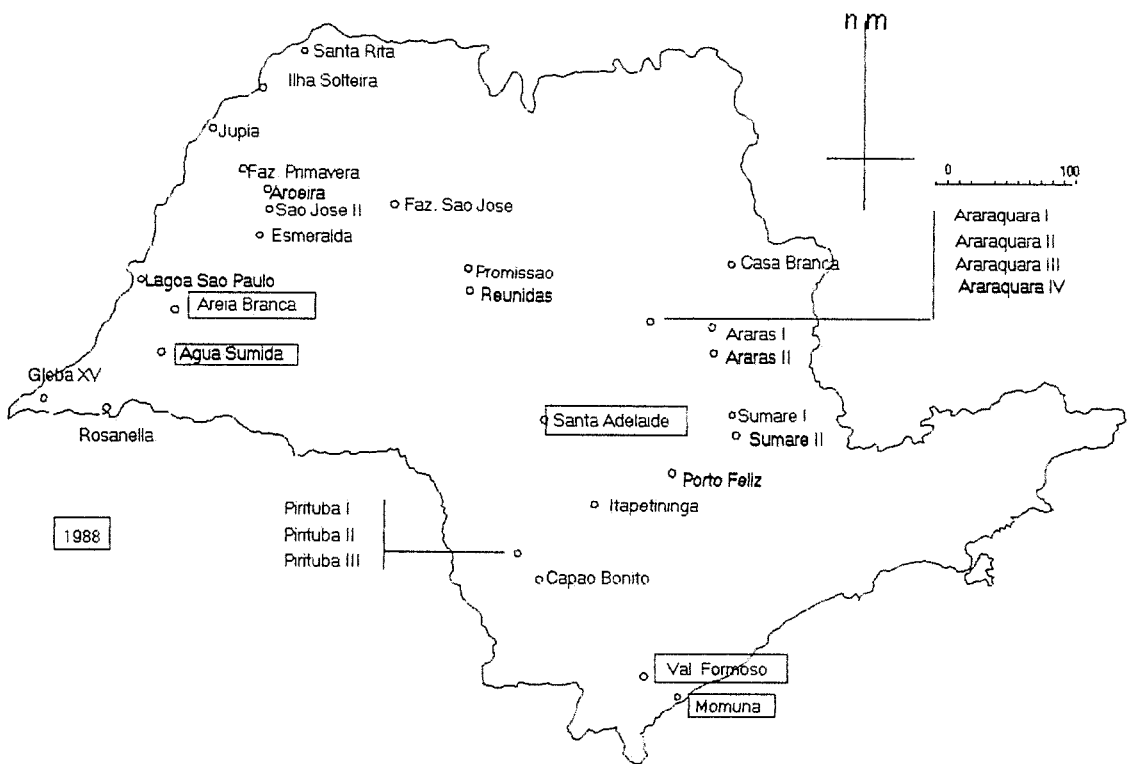 n m
Santa Rita
Ilha Solteira
Jupia
Faz. Primavera
Aroeira
Sao Jose II
Faz. Sao Jose
Esmeralda
0 100
Araraquara I
Araraquara II
Araraquara III
Araraquara IV
Casa Branca
Promissao
Reunidas
Lagoa Sao Paulo
Areia Branca
Araras I
Araras II
Agua Sumida
Gleba XV
Rosanella
Santa Adelaide
Sumare I
Sumare II
Porto Feliz
Itapetininga
Pirituba I
Pirituba II
Pirituba III
1988
Capao Bonito
Val Formoso
Momuna